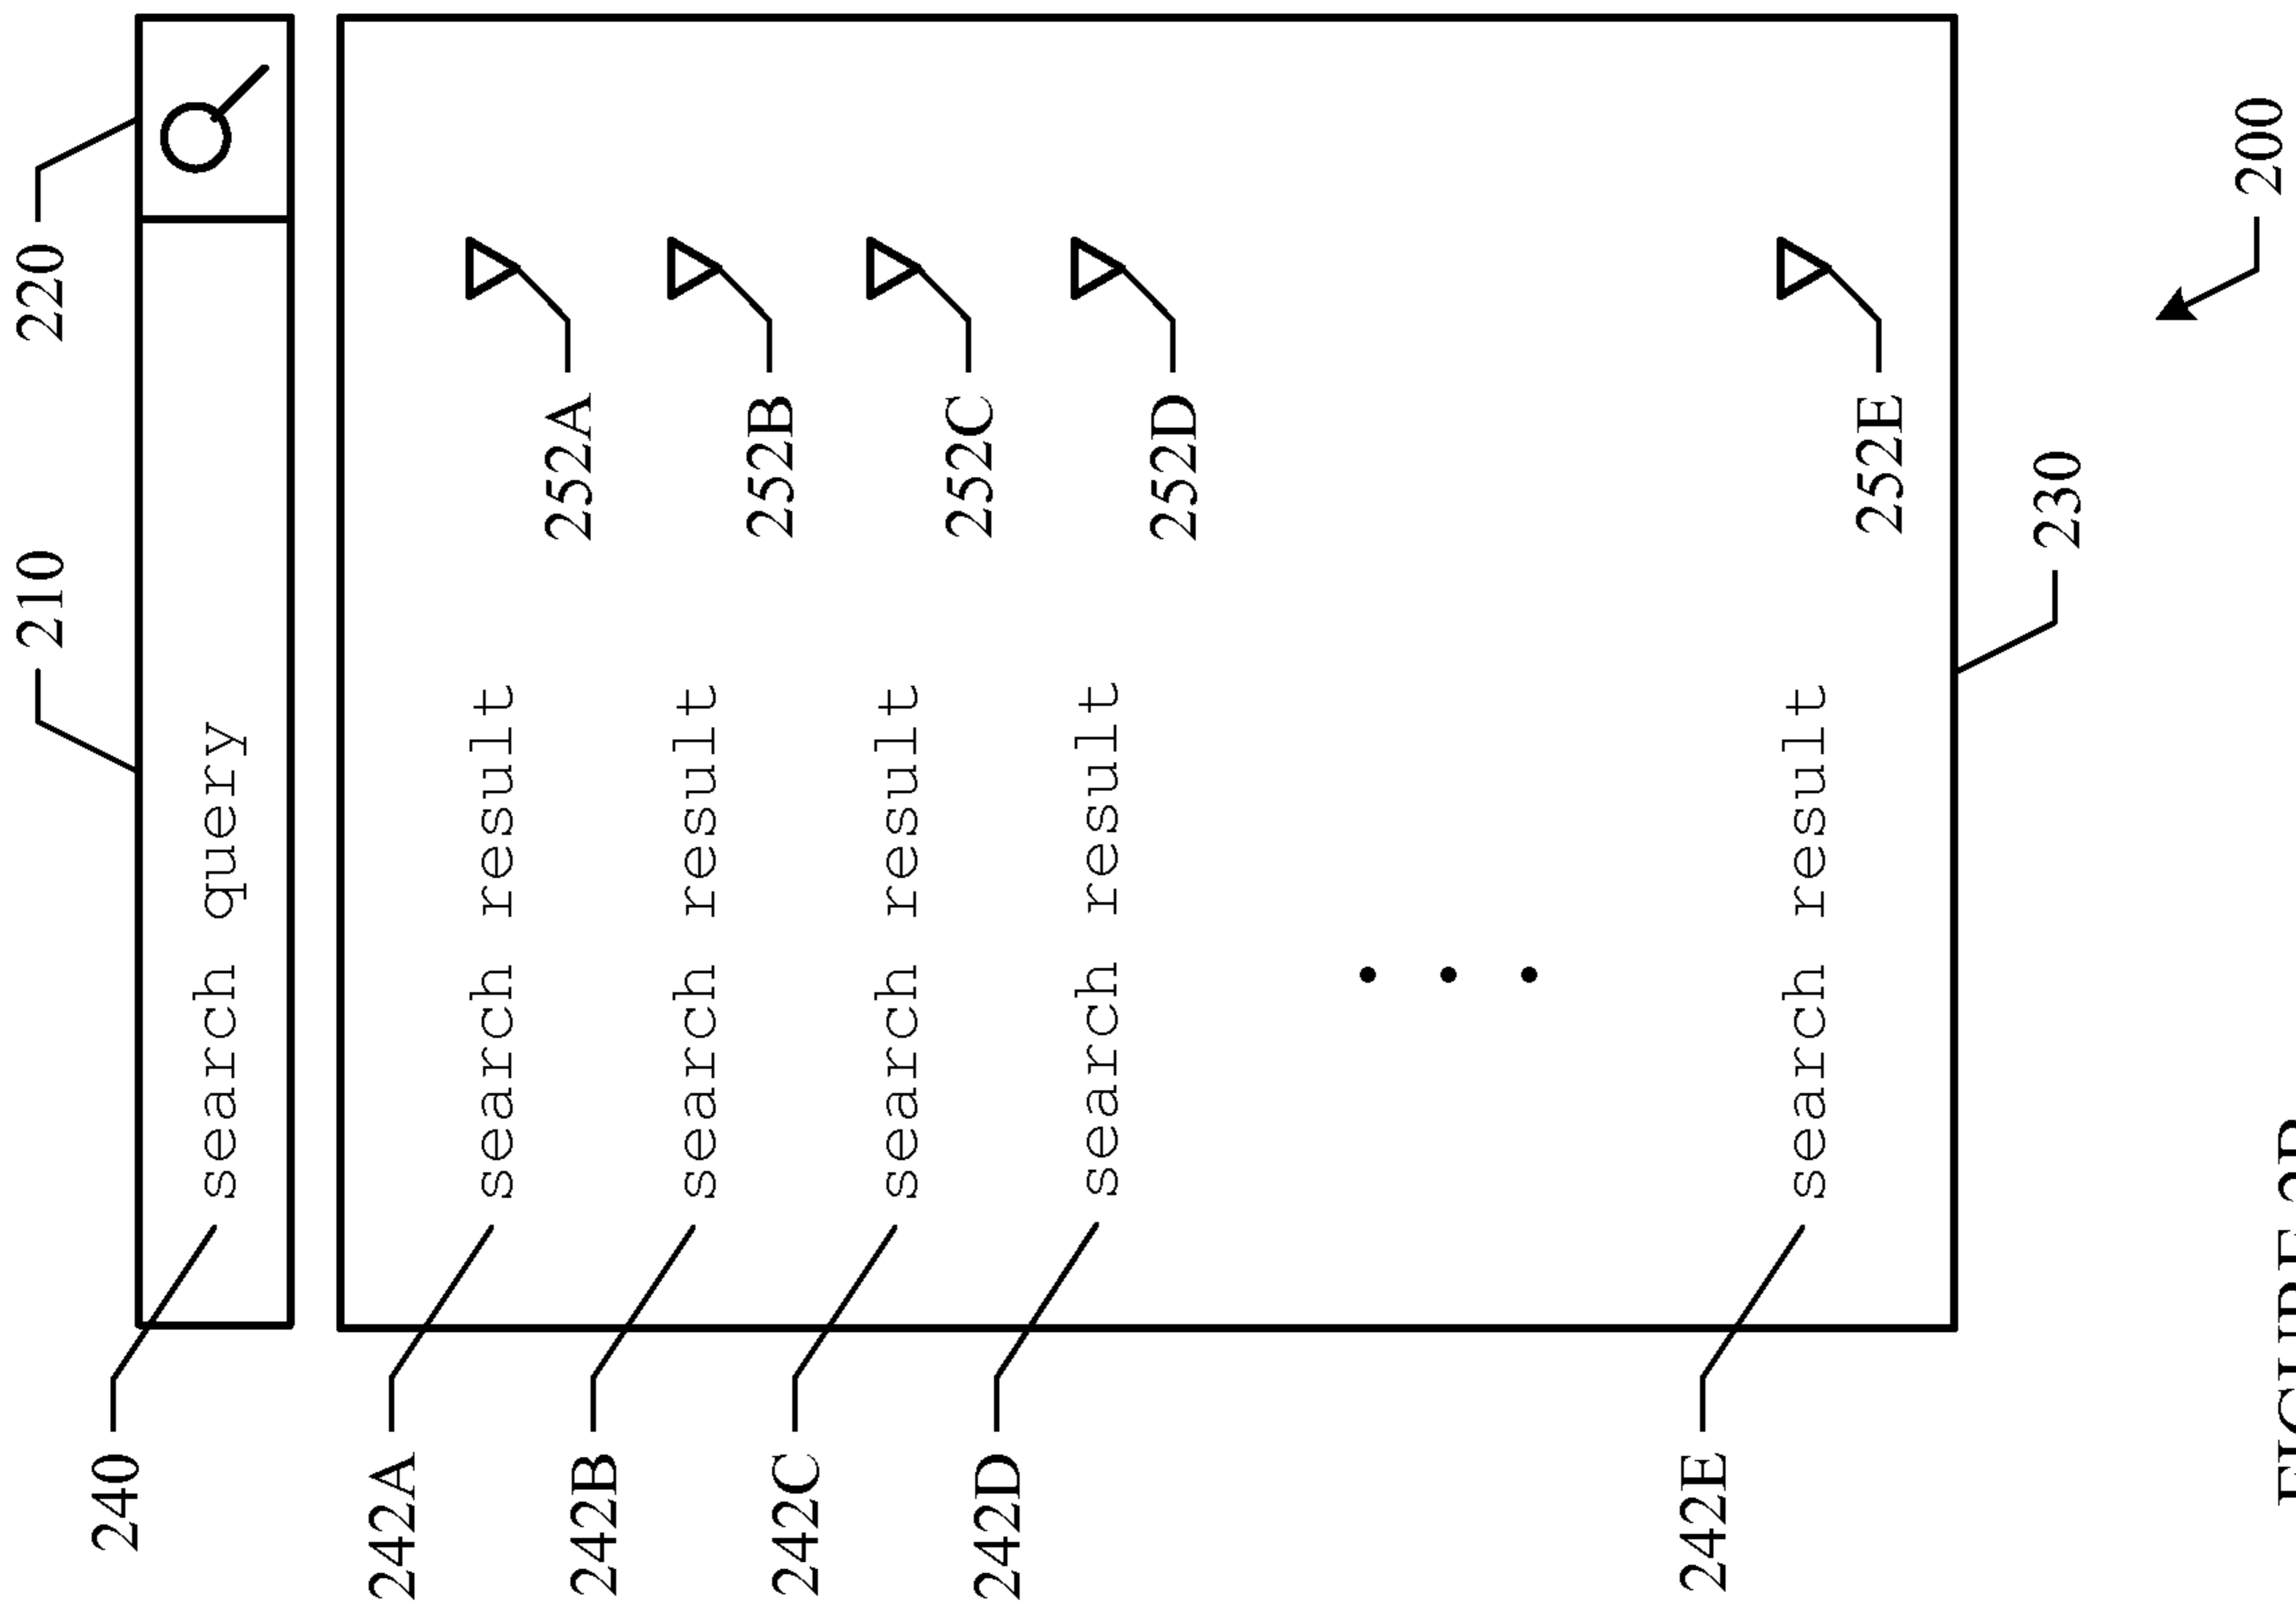 210
220
240
search query
242A
search result
252A
242B
search result
252B
242C
search result
252C
242D
search result
252D
242E
search result
252E
230
200
FIGURE